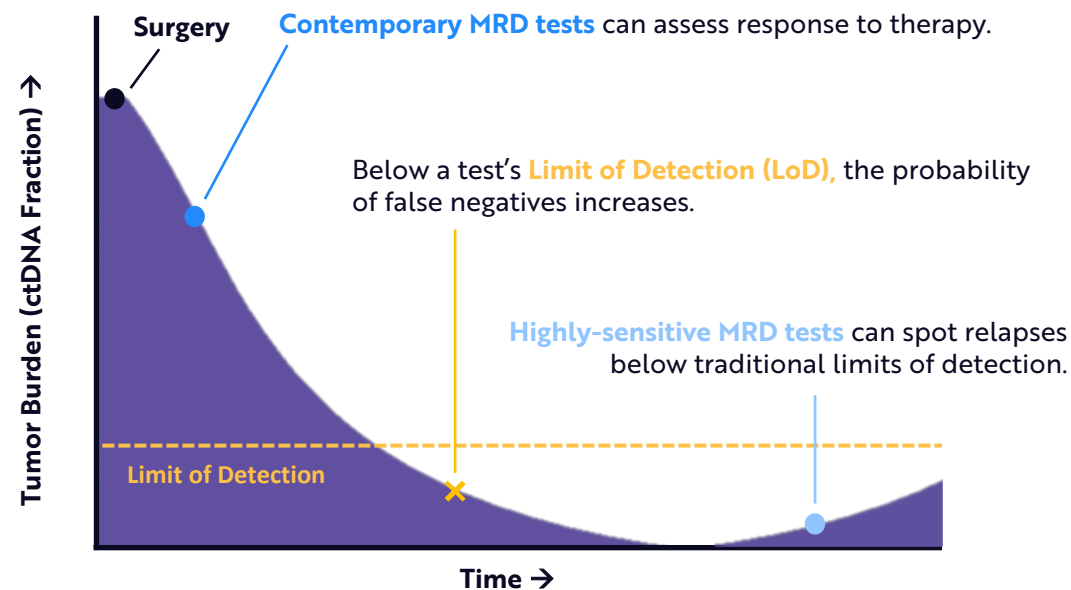 Surgery
Contemporary MRD tests can assess response to therapy.
Below a test’s Limit of Detection (LoD), the probability
of false negatives increases.
Highly-sensitive MRD tests can spot relapses
below traditional limits of detection.
Limit of Detection
Tumor Burden (ctDNA Fraction) →
Time →